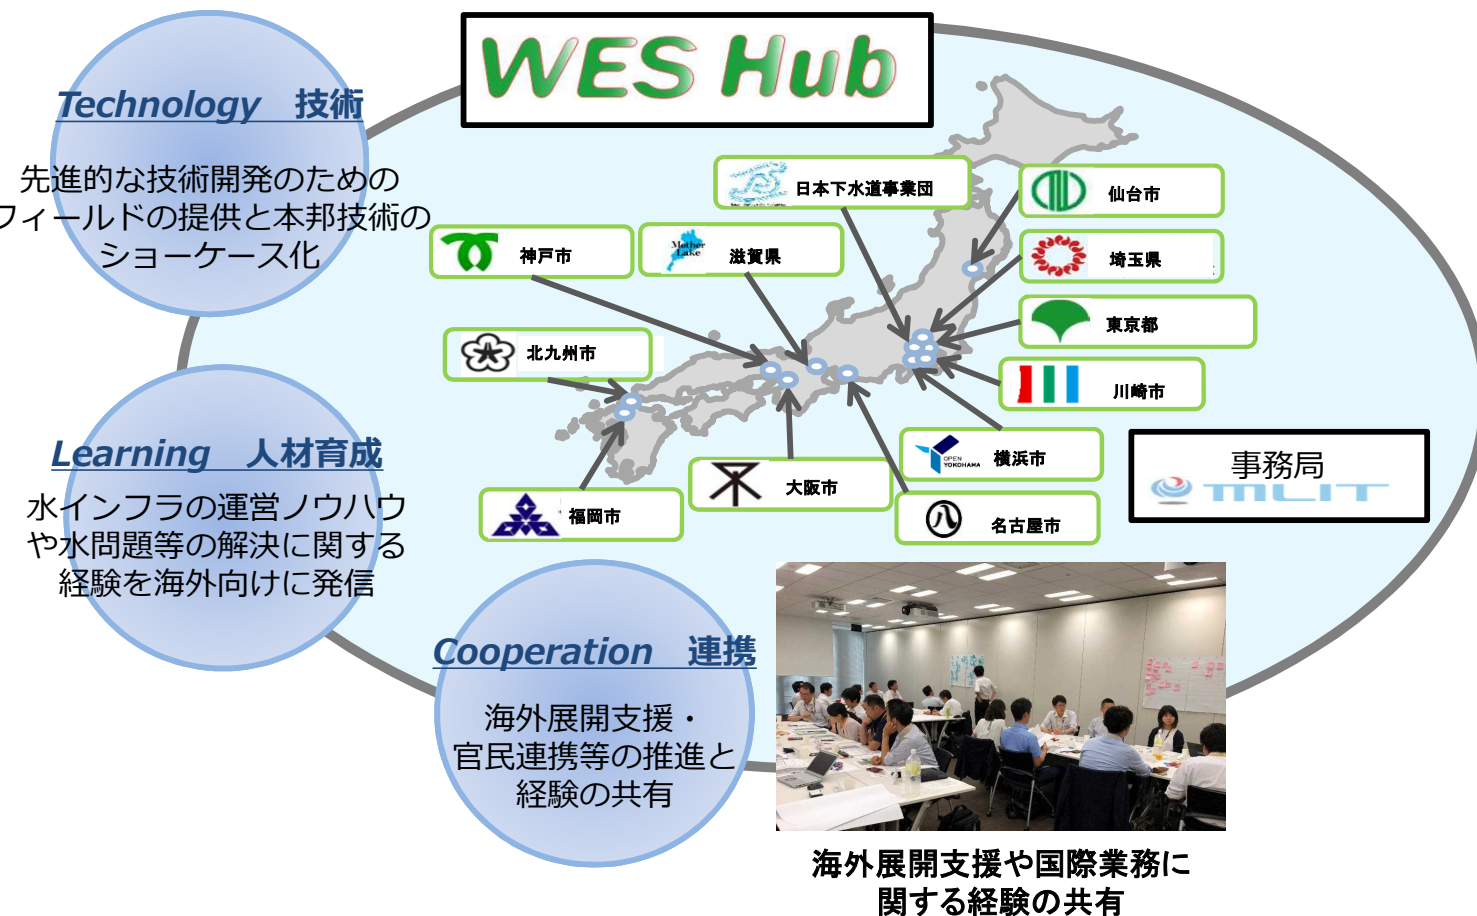 WES Hub
Technology 技術
先進的な技術開発のための
フィールドの提供と本邦技術の
ショーケース化
日本下水道事業団
仙台市
神戸市
Mother
Lake
滋賀県
埼玉県
東京都
北九州市
川崎市
OPEN
YOKOHAMA
横浜市
大阪市
福岡市
八
名古屋市
事務局
MLIT
Learning 人材育成
水インフラの運営ノウハウ
や水問題等の解決に関する
経験を海外向けに発信
Cooperation 連携
海外展開支援・
官民連携等の推進と
経験の共有
海外展開支援や国際業務に
関する経験の共有